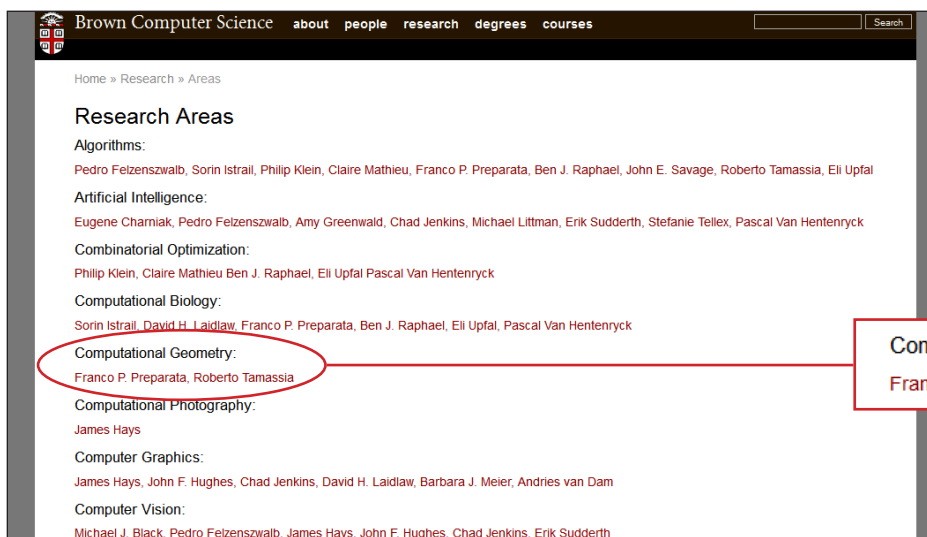 Brown Computer Science about people research degrees courses Search
Home » Research » Areas
Research Areas
Algorithms:
Pedro Felzenszwalb, Sorin Istrail, Philip Klein, Claire Mathieu, Franco P. Preparata, Ben J. Raphael, John E. Savage, Roberto Tamassia, Eli Upfal
Artificial Intelligence:
Eugene Charniak, Pedro Felzenszwalb, Amy Greenwald, Chad Jenkins, Michael Littman, Erik Sudderth, Stefanie Tellex, Pascal Van Hentenryck
Combinatorial Optimization:
Philip Klein, Claire Mathieu Ben J. Raphael, Eli Upfal Pascal Van Hentenryck
Computational Biology:
Sorin Istrail, David H. Laidlaw, Franco P. Preparata, Ben J. Raphael, Eli Upfal, Pascal Van Hentenryck
Computational Geometry:
Franco P. Preparata, Roberto Tamassia
Com
Fran
Computational Photography:
James Hays
Computer Graphics:
James Hays, John F. Hughes, Chad Jenkins, David H. Laidlaw, Barbara J. Meier, Andries van Dam
Computer Vision:
Michael J. Black, Pedro Felzenszwalb, James Hays, John F. Hughes, Chad Jenkins, Erik Sudderth